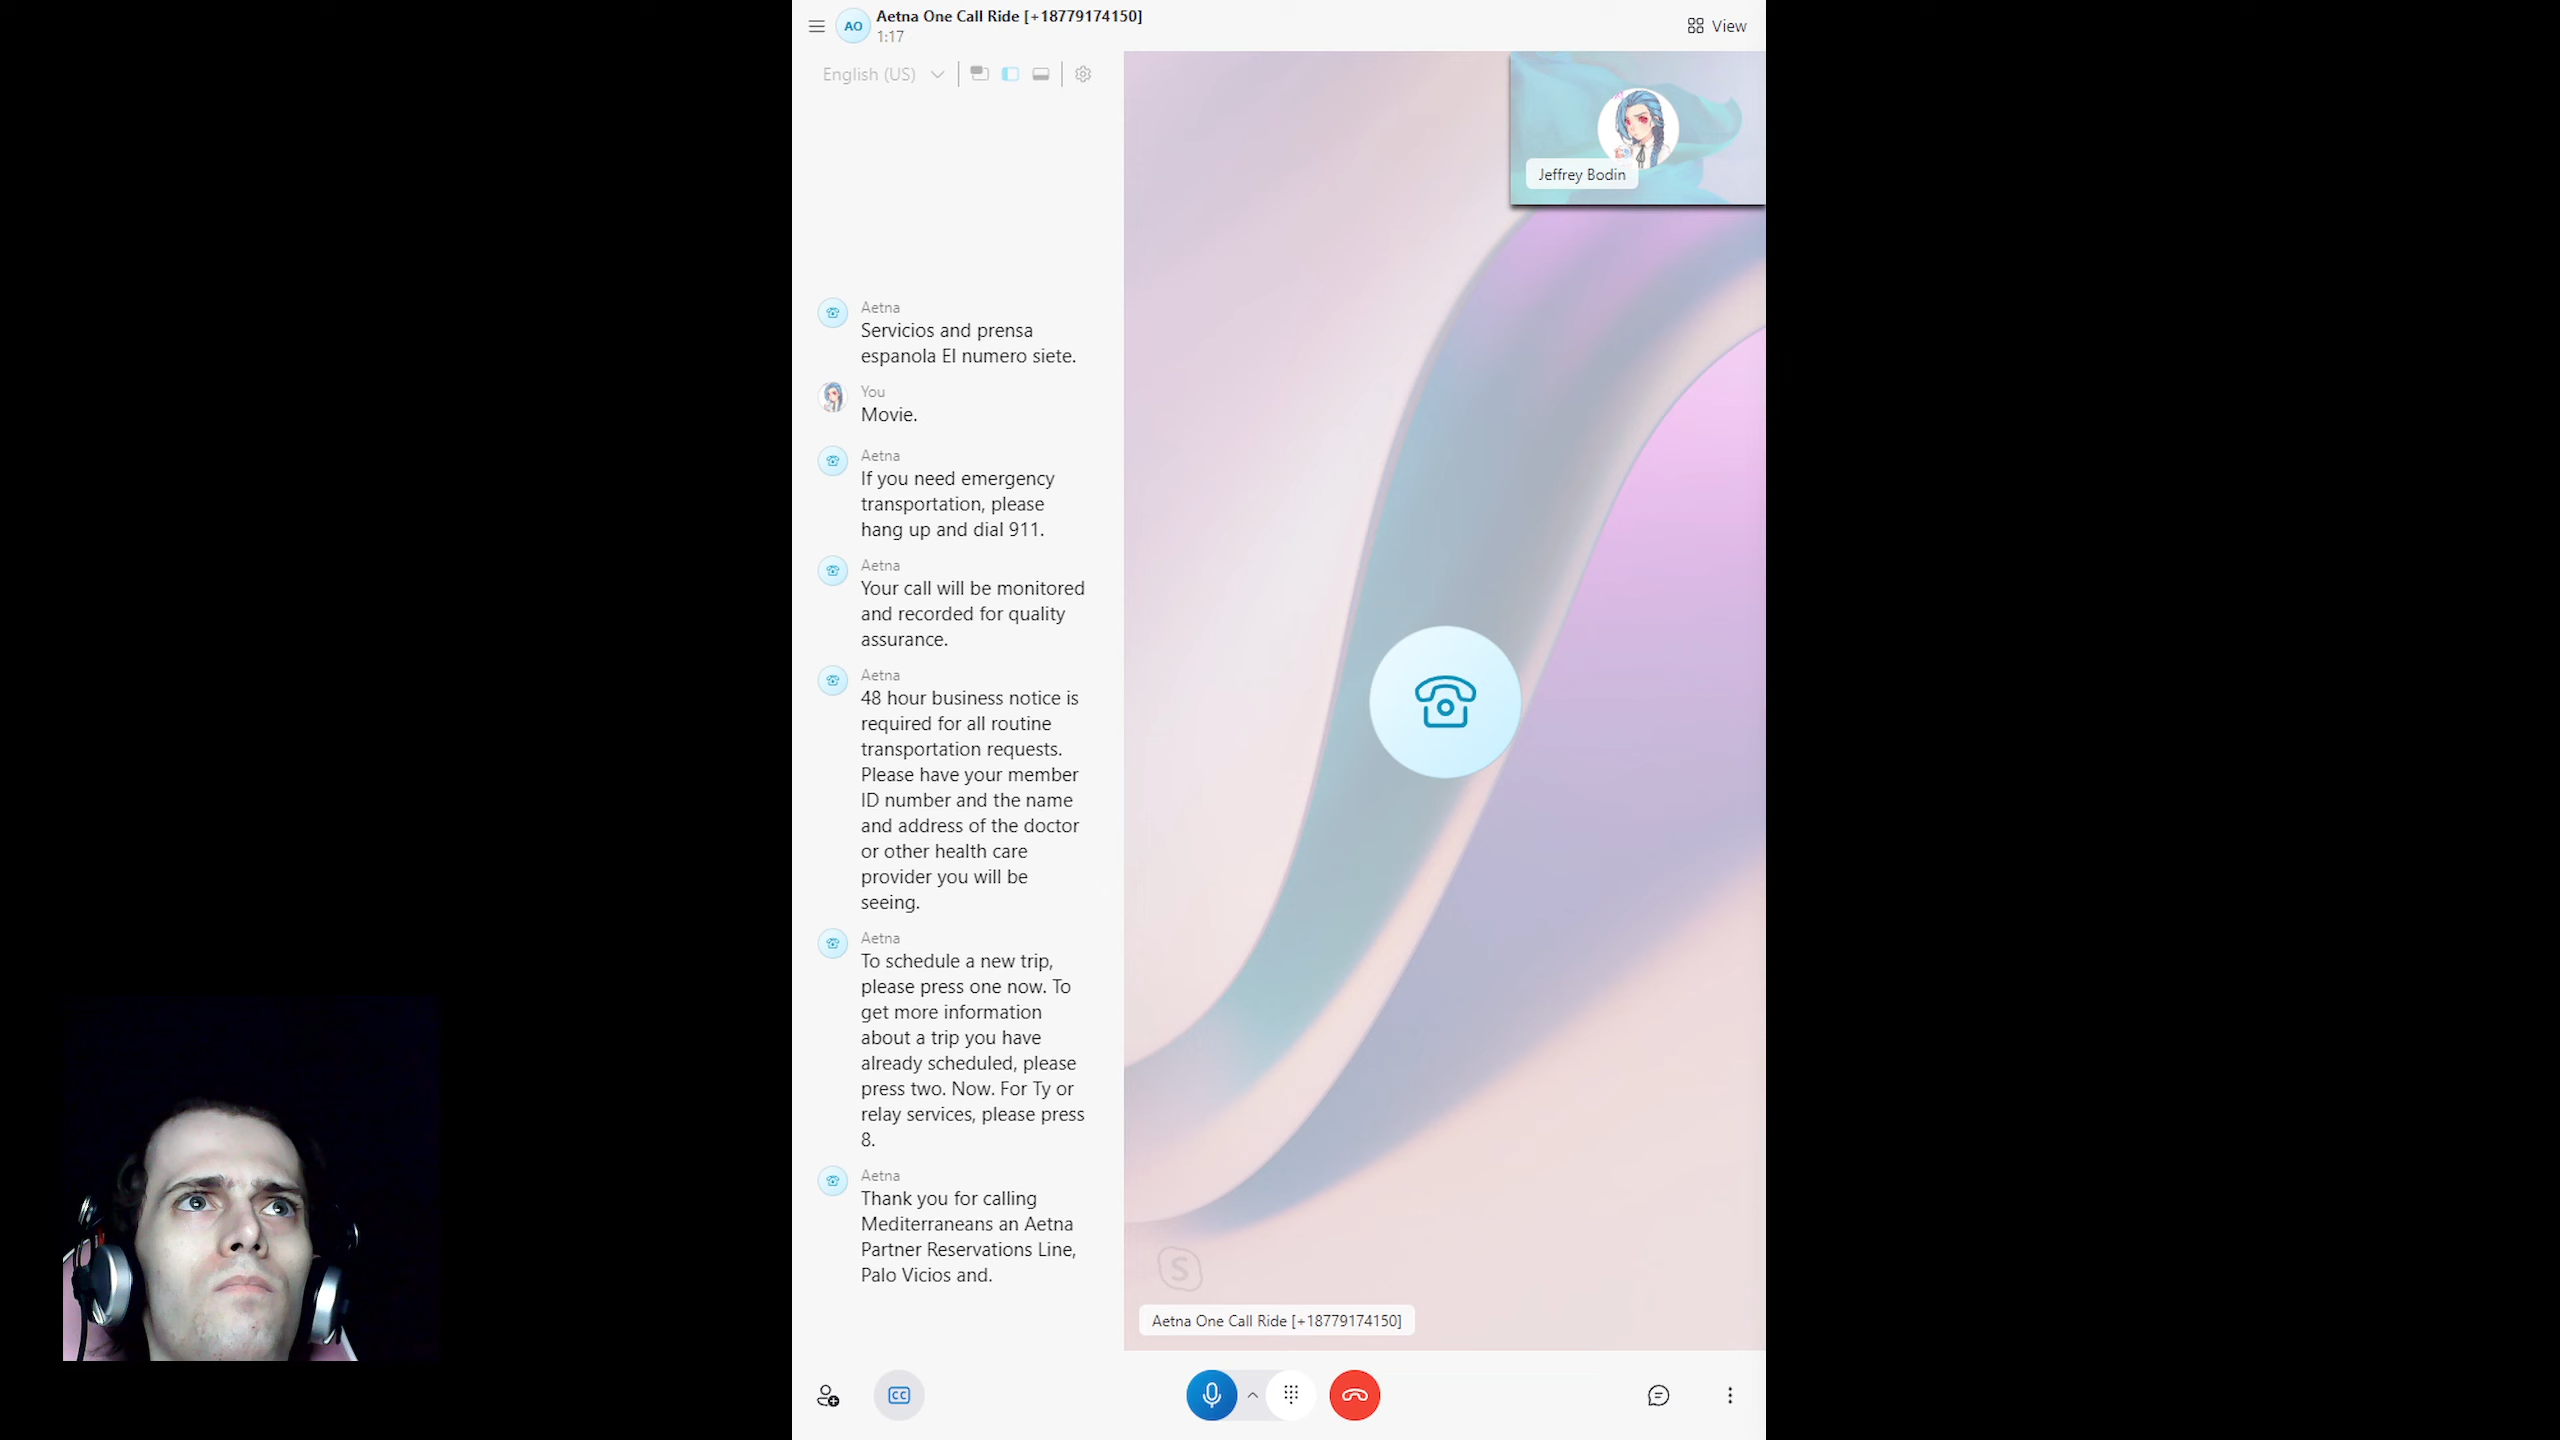 AO
Aetna One Call Ride [+18779174150]
1:17
View
English (US)
Jeffrey Bodin
Aetna
Servicios and prensa
espanola El numero siete.
You
Movie.
Aetna
If you need emergency
transportation, please
hang up and dial 911.
Aetna
Your call will be monitored
and recorded for quality
assurance.
Aetna
48 hour business notice is
required for all routine
transportation requests.
Please have your member
ID number and the name
and address of the doctor
or other health care
provider you will be
seeing.
Aetna
To schedule a new trip,
please press one now. To
get more information
about a trip you have
already scheduled, please
press two. Now. For Ty or
relay services, please press
8.
Aetna
Thank you for calling
Mediterraneans an Aetna
Partner Reservations Line,
Palo Vicios and.
S
Aetna One Call Ride [+18779174150]
CC